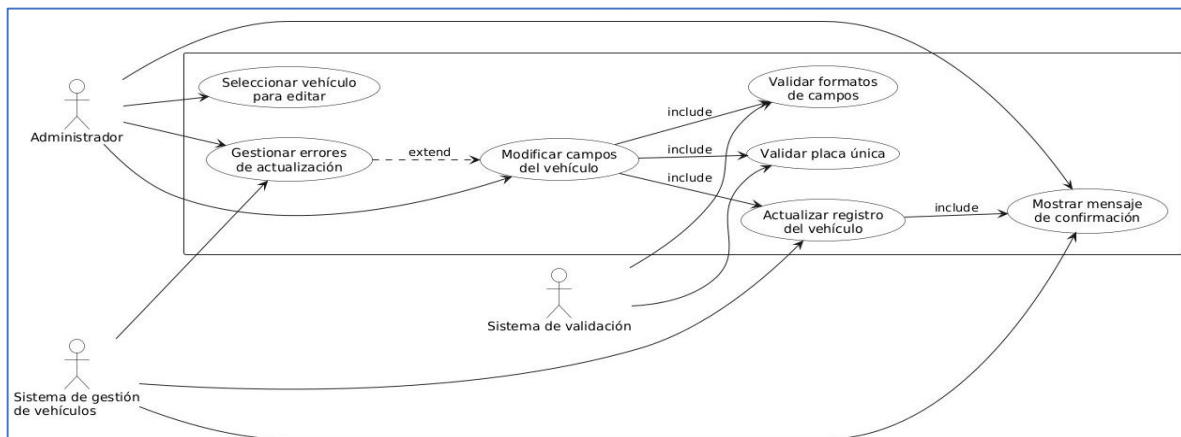 Administrador
Seleccionar vehículo
para editar
Gestionar errores
de actualización
extend
Modificar campos
del vehículo
include
include
include
Validar formatos
de campos
Validar placa única
Actualizar registro
del vehículo
include
Mostrar mensaje
de confirmación
Sistema de validación
Sistema de gestión
de vehículos